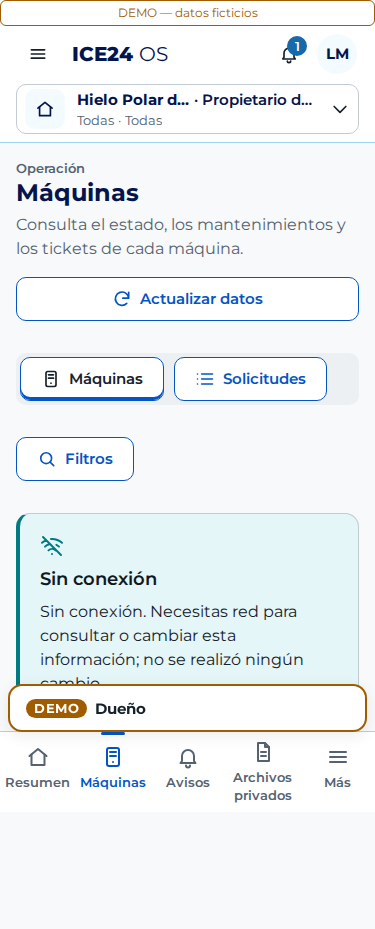 DEMO — datos ficticios
ICE24 OS
1
LM
Hielo Polar d... · Propietario d...
Todas · Todas
Operación
Máquinas
Consulta el estado, los mantenimientos y
los tickets de cada máquina.
Actualizar datos
Máquinas
Solicitudes
Filtros
Sin conexión
Sin conexión. Necesitas red para
consultar o cambiar esta
información; no se realizó ningún
cambio.
DEMO Dueño
Resumen
Máquinas
Avisos
Archivos
privados
Más